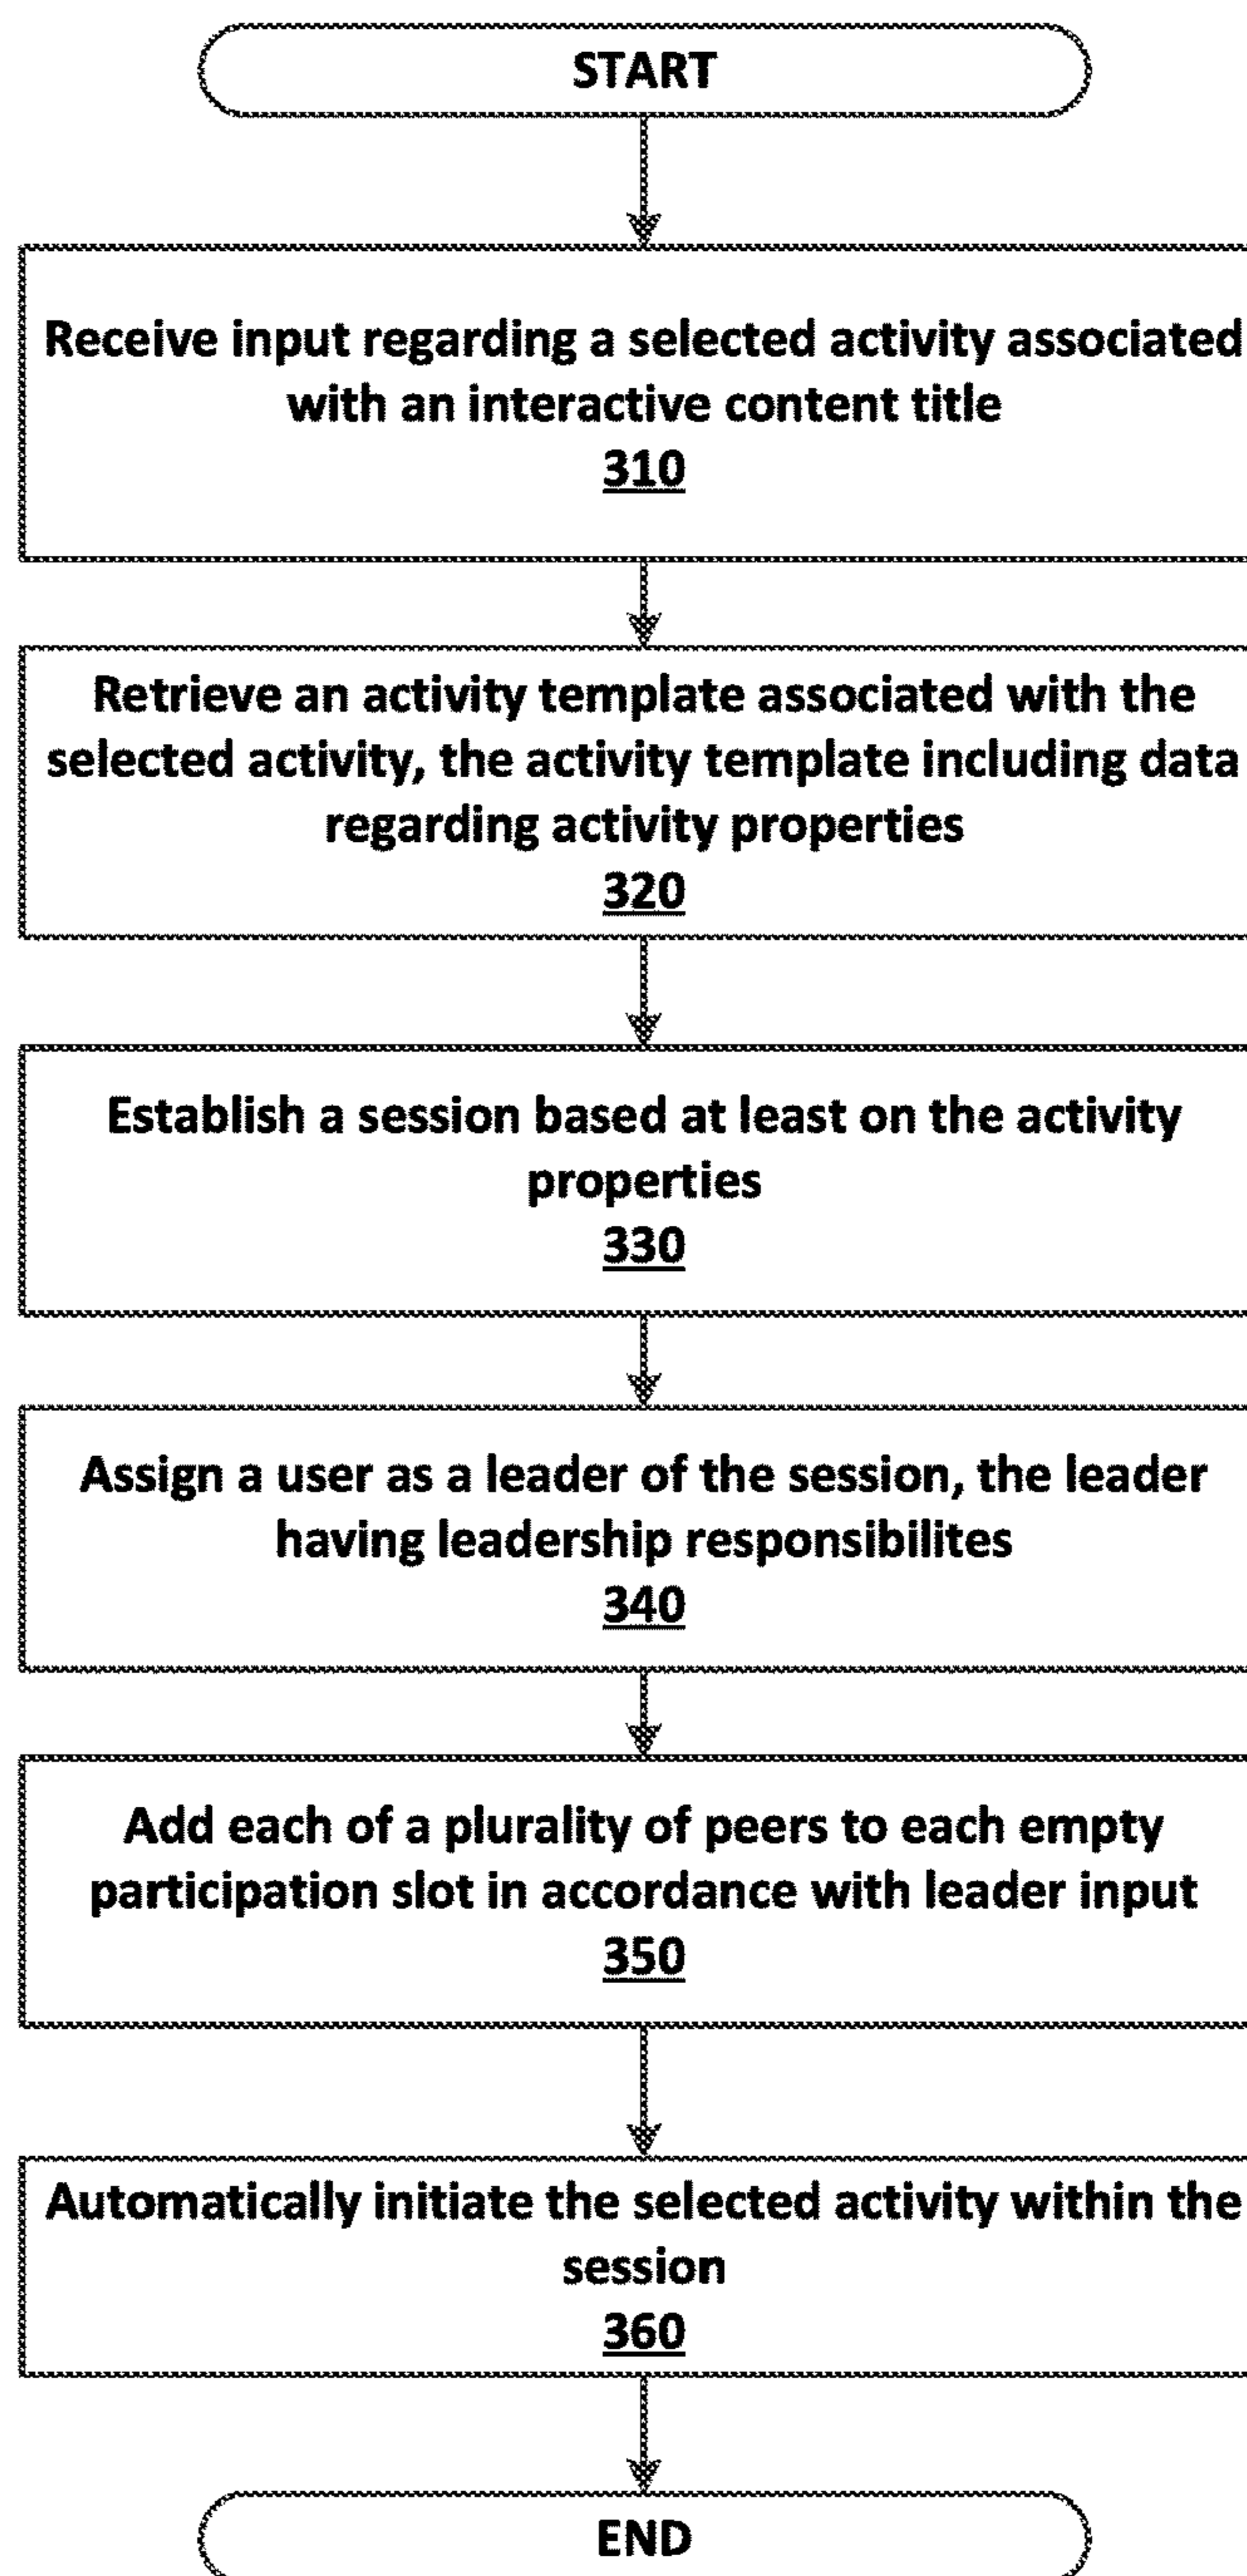 START
Receive input regarding a selected activity associated
with an interactive content title
310
Retrieve an activity template associated with the
selected activity, the activity template including data
regarding activity properties
320
Establish a session based at least on the activity
properties
330
Assign a user as a leader of the session, the leader
having leadership responsibilites
340
Add each of a plurality of peers to each empty
participation slot in accordance with leader input
350
Automatically initiate the selected activity within the
session
360
END